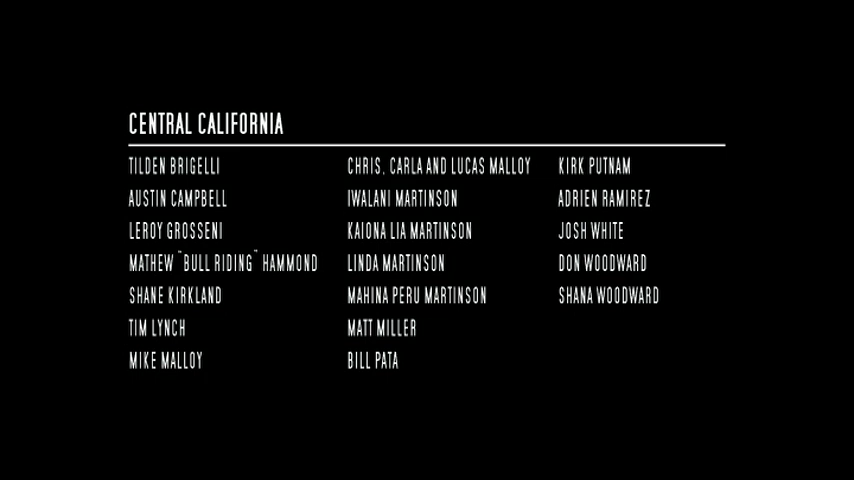 CENTRAL CALIFORNIA
TILDEN BRIGELLI
AUSTIN CAMPBELL
LEROY GROSSENI
MATHEW "BULL RIDING" HAMMOND
SHANE KIRKLAND
TIM LYNCH
MIKE MALLOY
CHRIS, CARLA AND LUCAS MALLOY
IWALANI MARTINSON
KAIONA LIA MARTINSON
LINDA MARTINSON
MAHINA PERU MARTINSON
MATT MILLER
BILL PATA
KIRK PUTNAM
ADRIEN RAMIREZ
JOSH WHITE
DON WOODWARD
SHANA WOODWARD